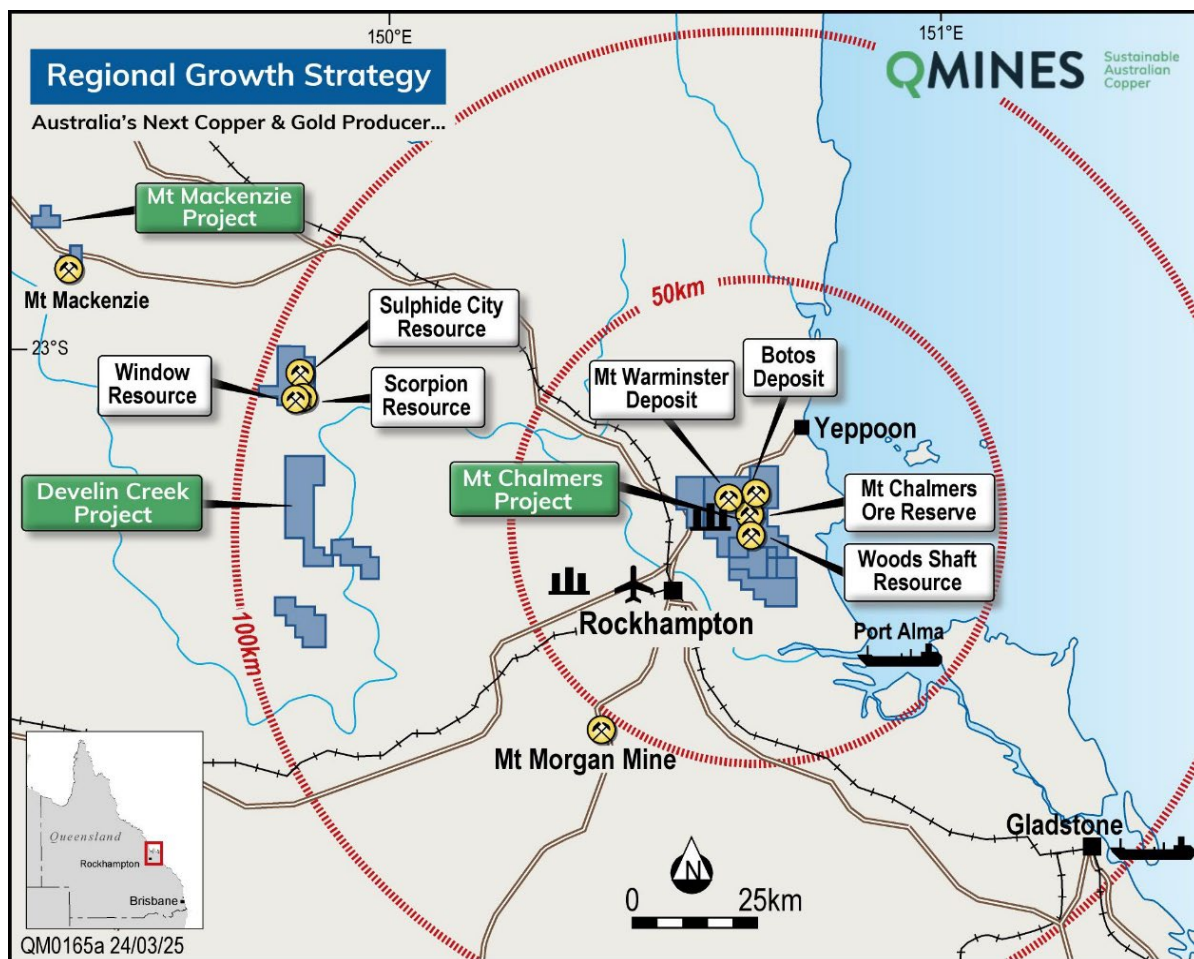 150°E
151°E
Regional Growth Strategy
Australia's Next Copper & Gold Producer...
QMINES
Sustainable
Australian
Copper
Mt Mackenzie
Project
Mt Mackenzie
23°S
Sulphide City
Resource
Window
Resource
Scorpion
Resource
50km
Mt Warminster
Deposit
Botos
Deposit
Yeppoon
Develin Creek
Project
Mt Chalmers
Project
Mt Chalmers
Ore Reserve
Woods Shaft
Resource
100km
Rockhampton
Port Alma
Mt Morgan Mine
Gladstone
N
0 25km
Queensland
Rockhampton
Brisbane
QM0165a 24/03/25